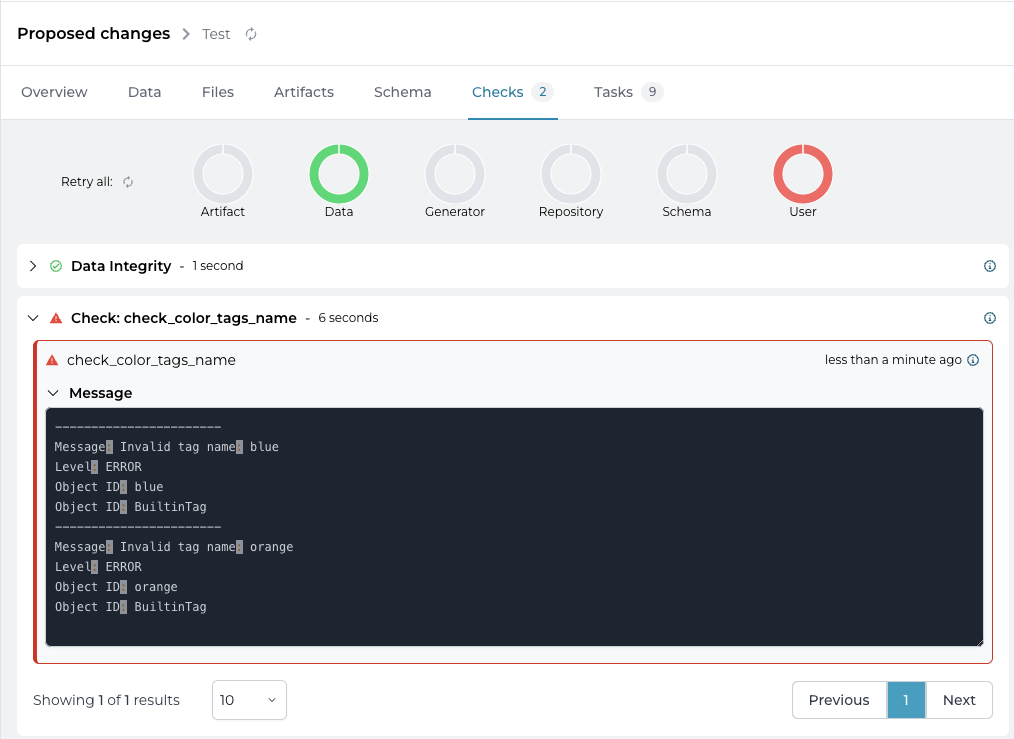 Proposed changes > Test
Overview Data Files Artifacts Schema Checks 2 Tasks 9
Retry all:
Artifact Data Generator Repository Schema User
Data Integrity - 1 second
Check: check_color_tags_name - 6 seconds
check_color_tags_name less than a minute ago
Message
-----------------------
Message: Invalid tag name: blue
Level: ERROR
Object ID: blue
Object ID: BuiltinTag
-----------------------
Message: Invalid tag name: orange
Level: ERROR
Object ID: orange
Object ID: BuiltinTag
Showing 1 of 1 results 10 Previous 1 Next